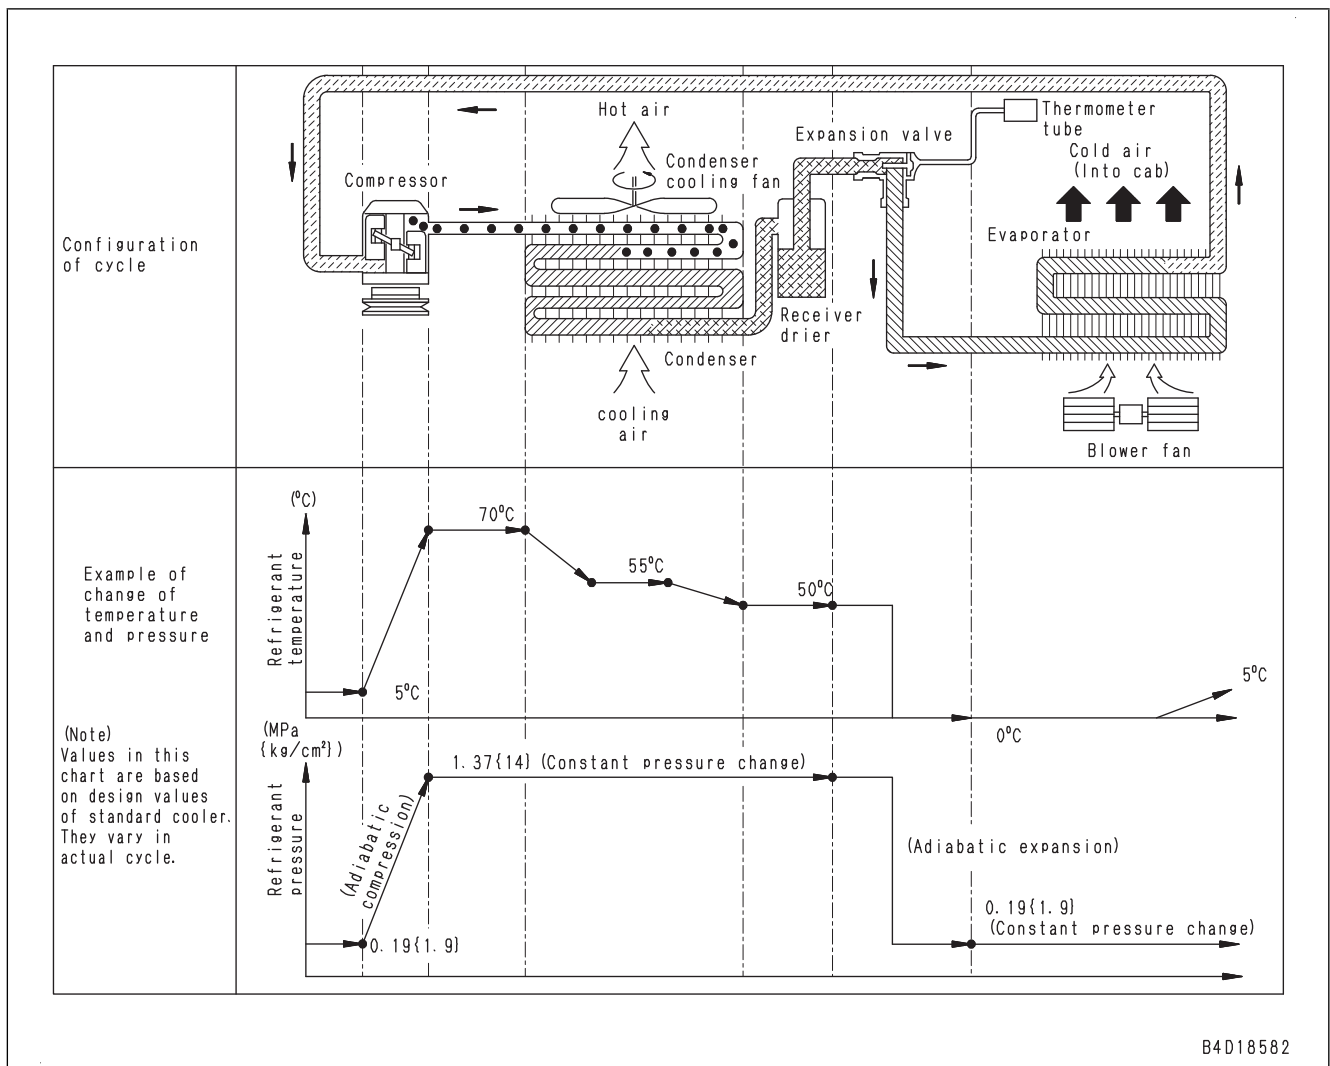 Configuration
of cycle
Hot air
Condenser
cooling fan
Compressor
Expansion valve
Thermometer
tube
Cold air
(Into cab)
Evaporator
Receiver
drier
Condenser
cooling
air
Blower fan
Example of
change of
temperature
and pressure
(Note)
Values in this
chart are based
on design values
of standard cooler.
They vary in
actual cycle.
(°C)
Refrigerant
temperature
70°C
55°C
50°C
5°C
5°C
0°C
(MPa
{kg/cm²})
Refrigerant
pressure
1.37{14} (Constant pressure change)
(Adiabatic
compression)
0.19{1.9}
(Adiabatic expansion)
0.19{1.9}
(Constant pressure change)
B4D18582